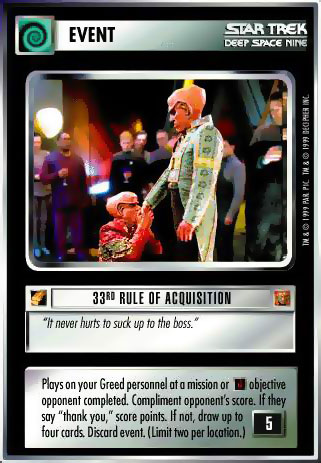 EVENT
STAR TREK
DEEP SPACE NINE
TM & © 1999 PAR. PIC. TM & © 1999 DECIPHER INC.
33RD RULE OF ACQUISITION
"It never hurts to suck up to the boss."
Plays on your Greed personnel at a mission or objective
opponent completed. Compliment opponent's score. If they
say "thank you," score points. If not, draw up to
four cards. Discard event. (Limit two per location.)
5